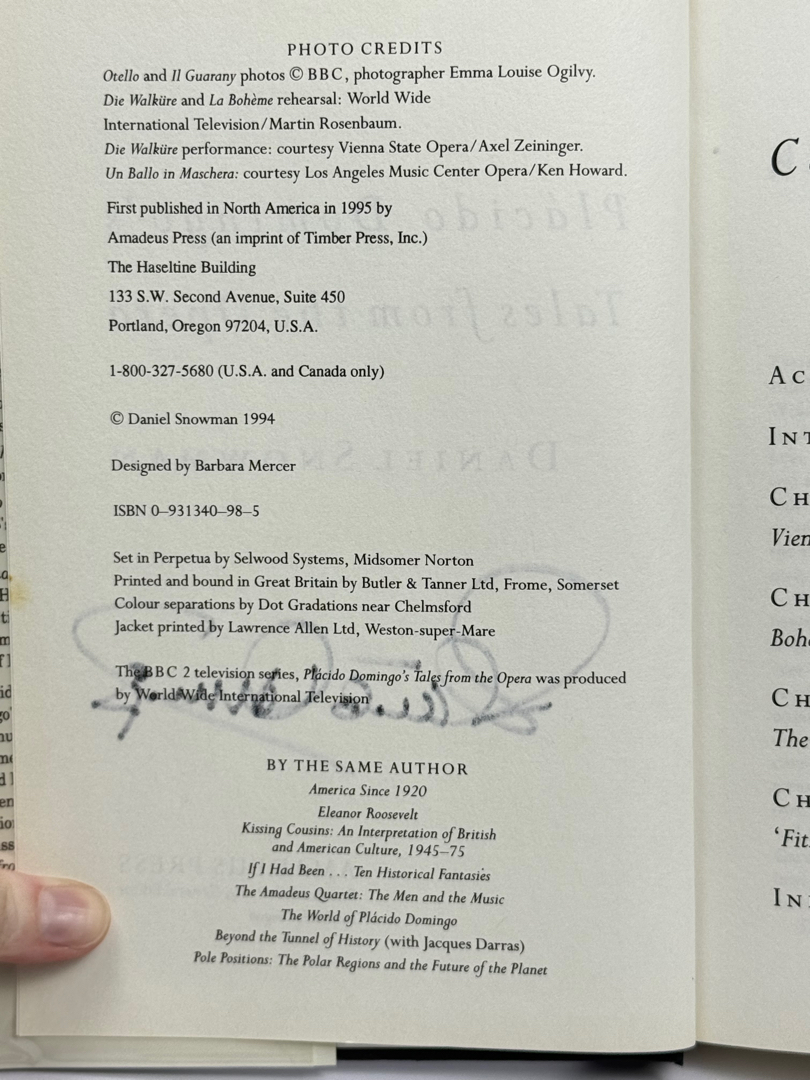 PHOTO CREDITS
Otello and Il Guarany photos © BBC, photographer Emma Louise Ogilvy.
Die Walküre and La Bohème rehearsal: World Wide
International Television/Martin Rosenbaum.
Die Walküre performance: courtesy Vienna State Opera/Axel Zeininger.
Un Ballo in Maschera: courtesy Los Angeles Music Center Opera/Ken Howard.
First published in North America in 1995 by
Amadeus Press (an imprint of Timber Press, Inc.)
The Haseltine Building
133 S.W. Second Avenue, Suite 450
Portland, Oregon 97204, U.S.A.
1-800-327-5680 (U.S.A. and Canada only)
© Daniel Snowman 1994
Designed by Barbara Mercer
ISBN 0–931340–98–5
Set in Perpetua by Selwood Systems, Midsomer Norton
Printed and bound in Great Britain by Butler & Tanner Ltd, Frome, Somerset
Colour separations by Dot Gradations near Chelmsford
Jacket printed by Lawrence Allen Ltd, Weston-super-Mare
The BBC 2 television series, Plácido Domingo's Tales from the Opera was produced
by World Wide International Television
BY THE SAME AUTHOR
America Since 1920
Eleanor Roosevelt
Kissing Cousins: An Interpretation of British
and American Culture, 1945–75
If I Had Been . . . Ten Historical Fantasies
The Amadeus Quartet: The Men and the Music
The World of Plácido Domingo
Beyond the Tunnel of History (with Jacques Darras)
Pole Positions: The Polar Regions and the Future of the Planet